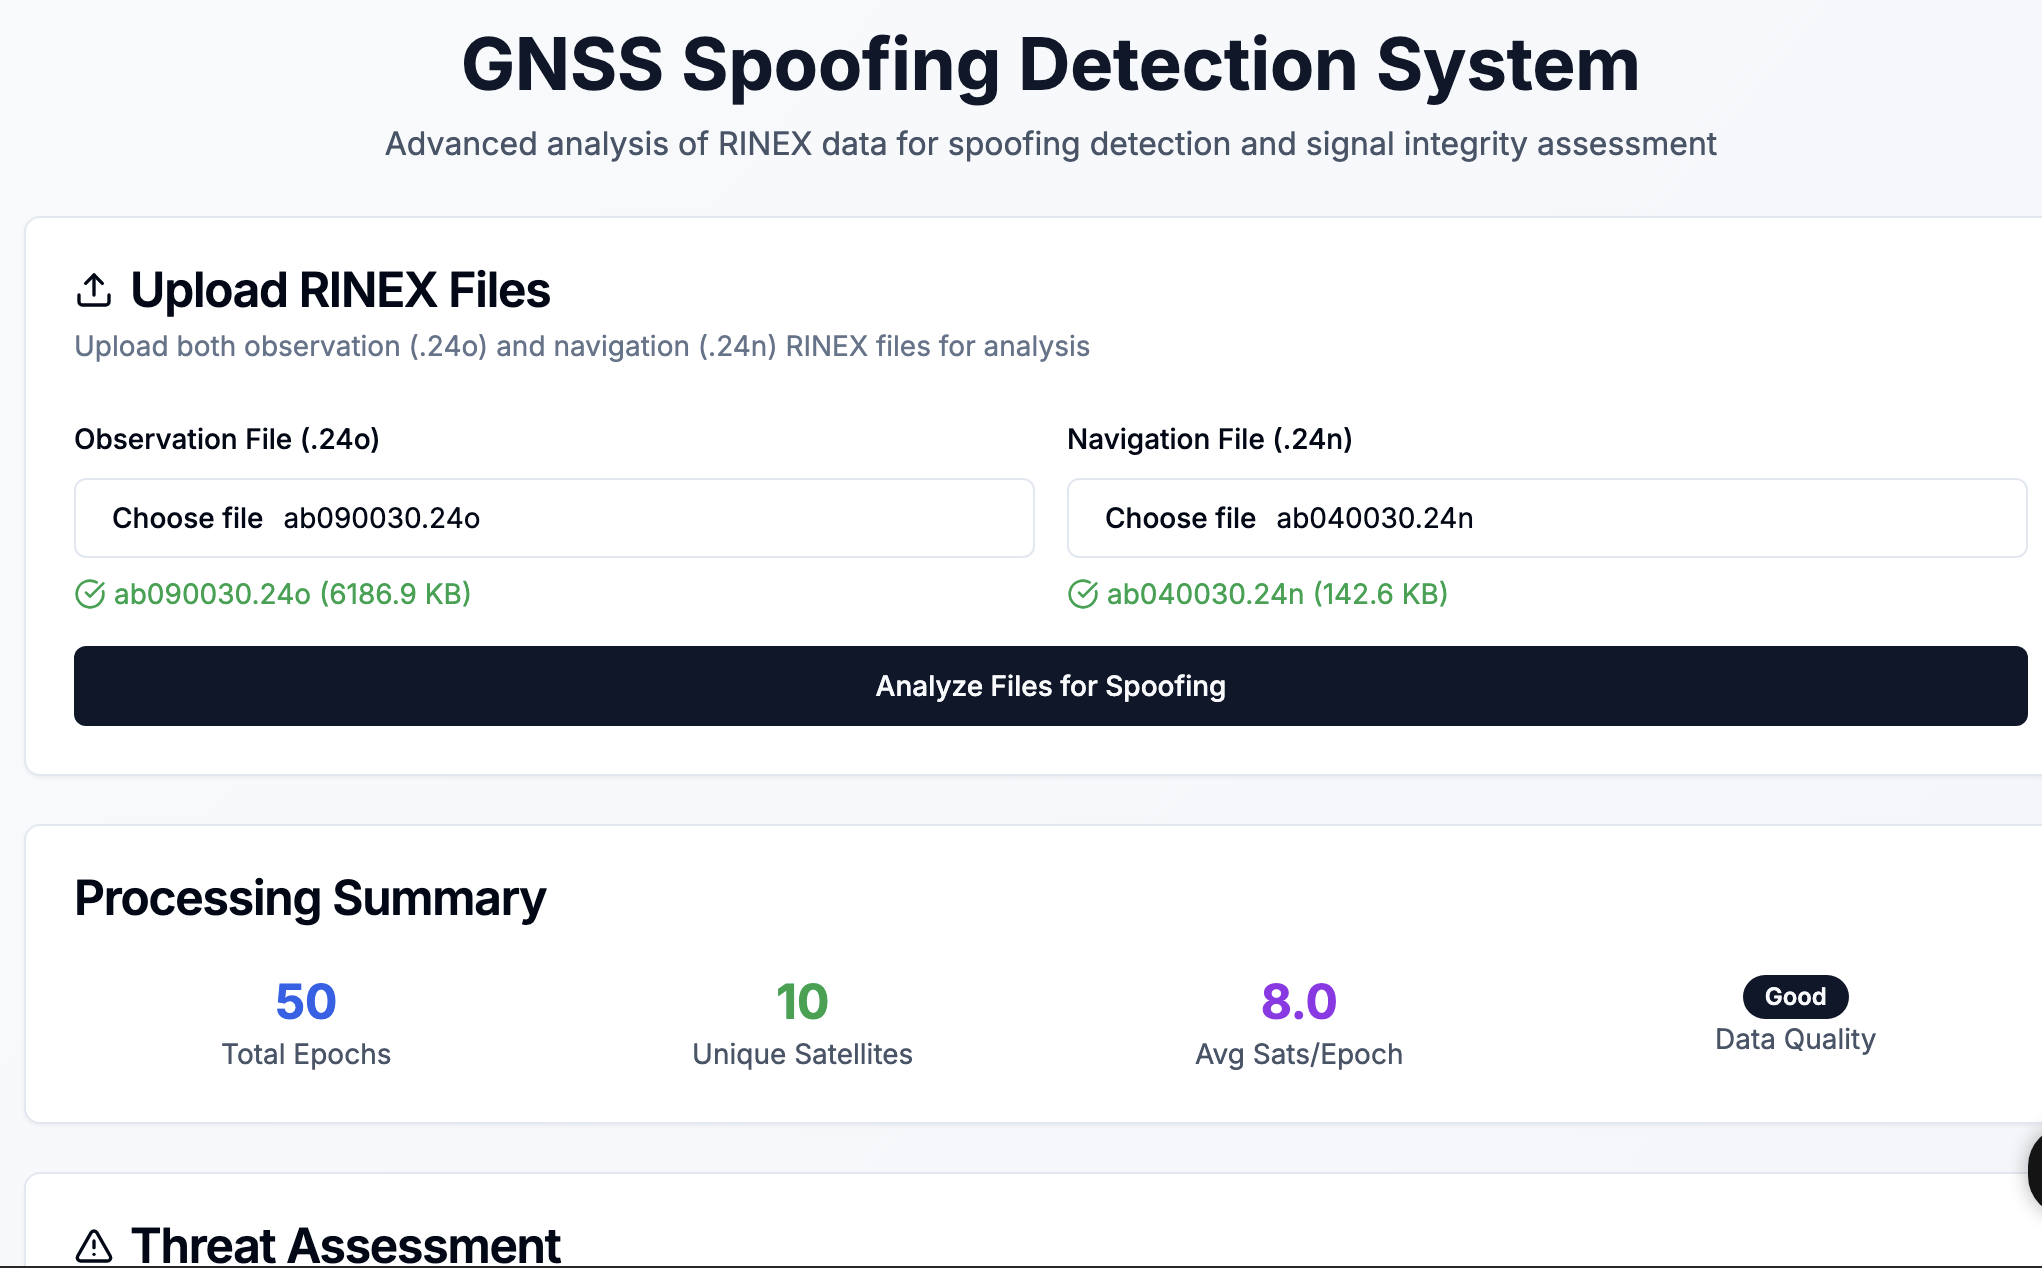 GNSS Spoofing Detection System
Advanced analysis of RINEX data for spoofing detection and signal integrity assessment
Upload RINEX Files
Upload both observation (.24o) and navigation (.24n) RINEX files for analysis
Observation File (.24o)
Navigation File (.24n)
Choose file ab090030.24o
Choose file ab040030.24n
ab090030.24o (6186.9 KB)
ab040030.24n (142.6 KB)
Analyze Files for Spoofing
Processing Summary
50
Total Epochs
10
Unique Satellites
8.0
Avg Sats/Epoch
Good
Data Quality
Threat Assessment